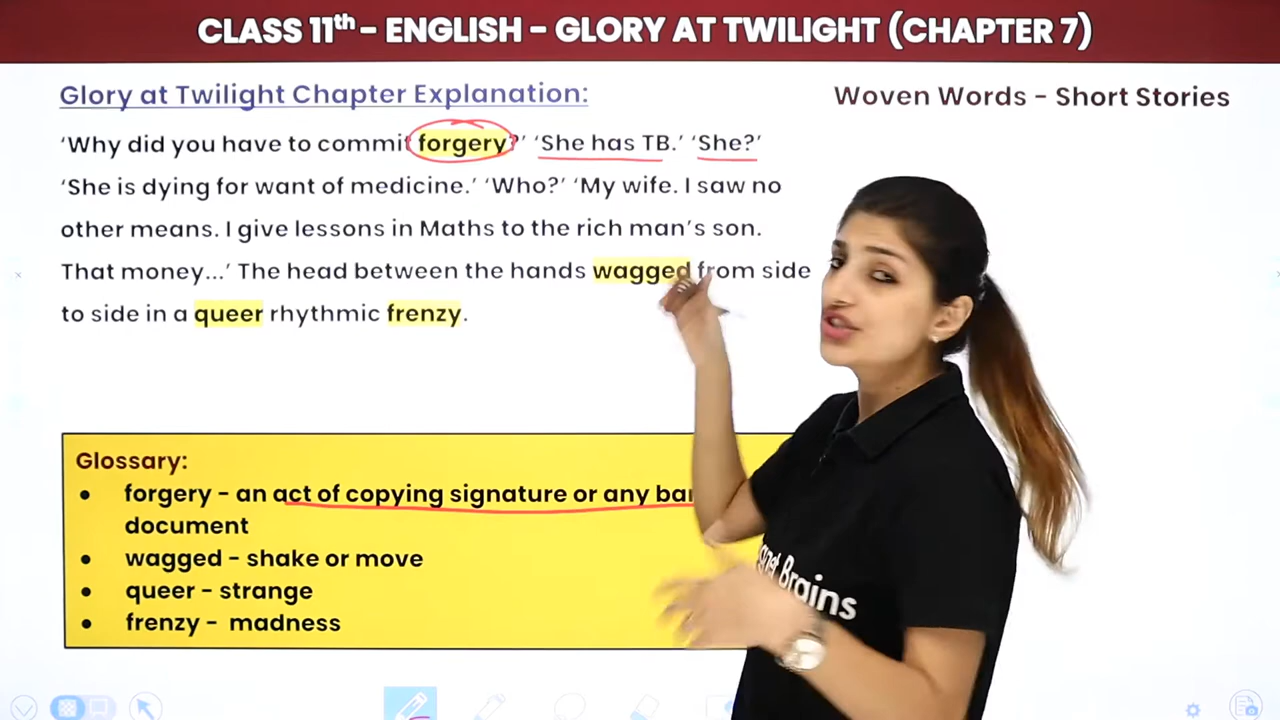 CLASS 11th – ENGLISH – GLORY AT TWILIGHT (CHAPTER 7)
Glory at Twilight Chapter Explanation:
Woven Words – Short Stories
‘Why did you have to commit forgery?’ ‘She has TB.’ ‘She?’
‘She is dying for want of medicine.’ ‘Who?’ ‘My wife. I saw no
other means. I give lessons in Maths to the rich man’s son.
That money...’ The head between the hands wagged from side
to side in a queer rhythmic frenzy.
Glossary:
● forgery – an act of copying signature or any
document
● wagged – shake or move
● queer – strange
● frenzy – madness
Brains